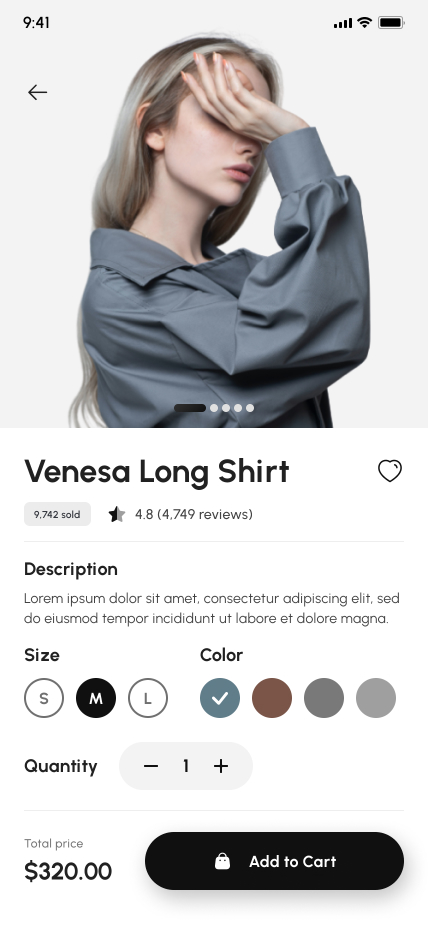 9:41
Venesa Long Shirt
9,742 sold
4.8 (4,749 reviews)
Description
Lorem ipsum dolor sit amet, consectetur adipiscing elit, sed
do eiusmod tempor incididunt ut labore et dolore magna.
Size
Color
S M L
Quantity
1
Total price
$320.00
Add to Cart